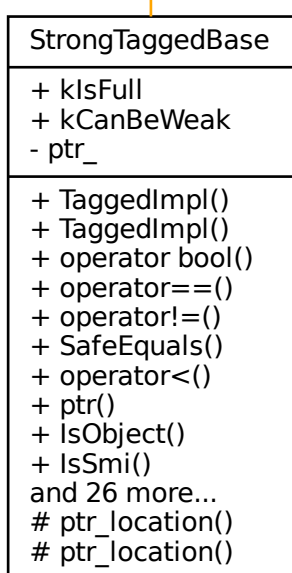 StrongTaggedBase
+ kIsFull
+ kCanBeWeak
- ptr_
+ TaggedImpl()
+ TaggedImpl()
+ operator bool()
+ operator==()
+ operator!=()
+ SafeEquals()
+ operator<()
+ ptr()
+ IsObject()
+ IsSmi()
and 26 more...
# ptr_location()
# ptr_location()